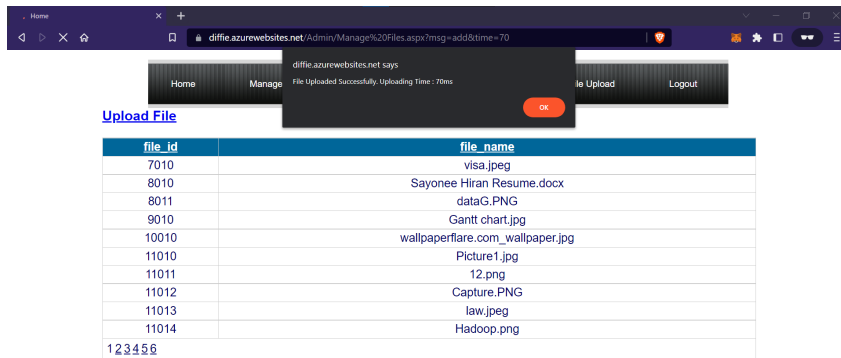 Home
diffie.azurewebsites.net/Admin/Manage%20Files.aspx?msg=add&time=70
diffie.azurewebsites.net says
File Uploaded Successfully. Uploading Time : 70ms
OK
Home Manage ile Upload Logout
Upload File
file_id file_name
7010 visa.jpeg
8010 Sayonee Hiran Resume.docx
8011 dataG.PNG
9010 Gantt chart.jpg
10010 wallpaperflare.com_wallpaper.jpg
11010 Picture1.jpg
11011 12.png
11012 Capture.PNG
11013 law.jpeg
11014 Hadoop.png
1 2 3 4 5 6